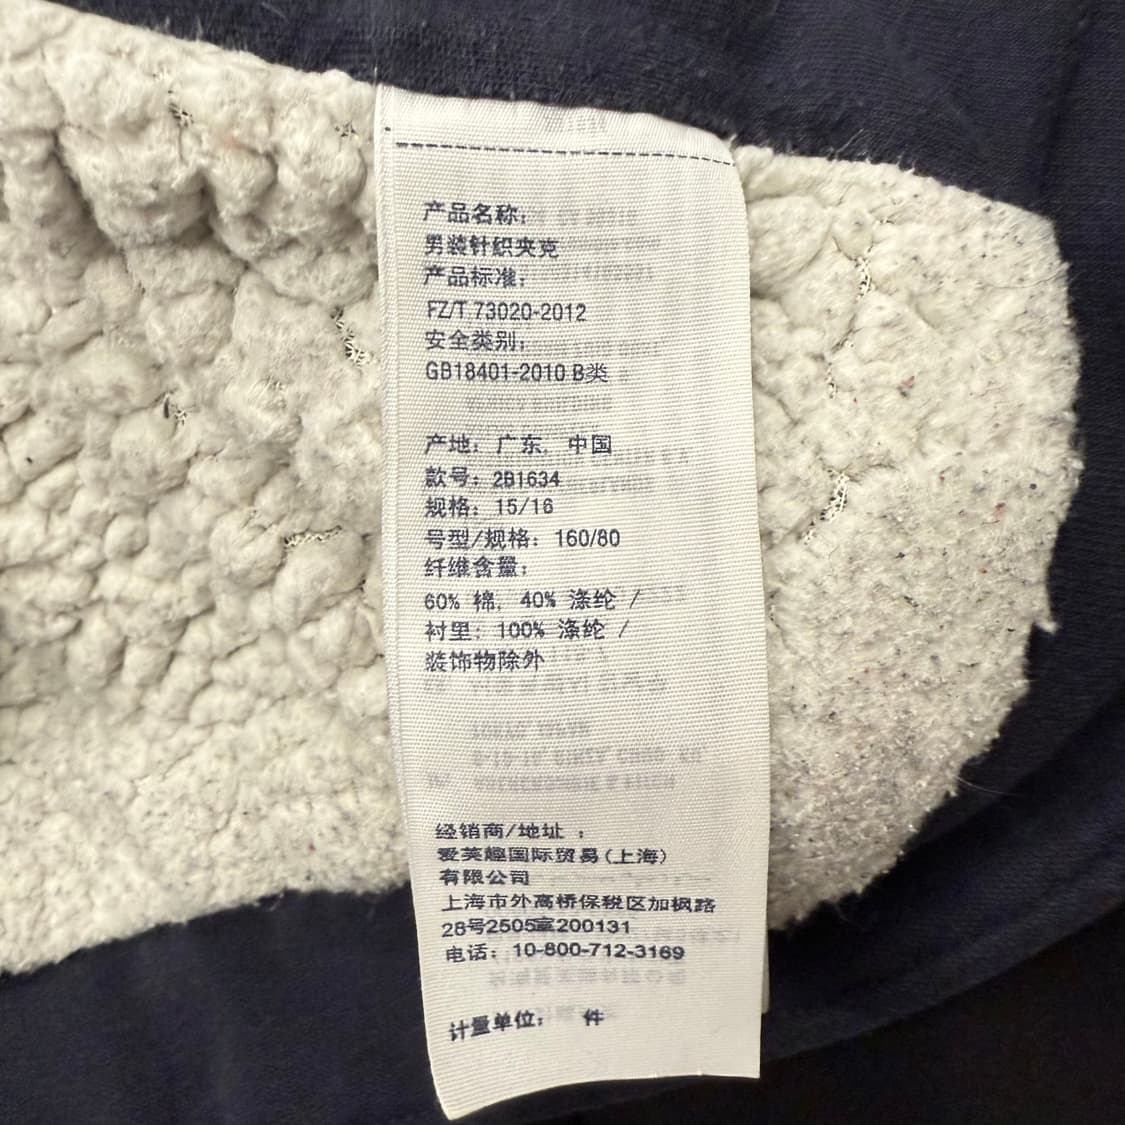 产品名称:
男装针织夹克
产品标准:
FZ/T 73020-2012
安全类别:
GB18401-2010 B类
产地: 广东, 中国
款号: 2B1634
规格: 15/16
号型/规格: 160/80
纤维含量:
60% 棉, 40% 涤纶 /
衬里: 100% 涤纶 /
装饰物除外
经销商/地址 :
爱芙趣国际贸易(上海)
有限公司
上海市外高桥保税区加枫路
28号2505室200131
电话: 10-800-712-3169
计量单位: 件